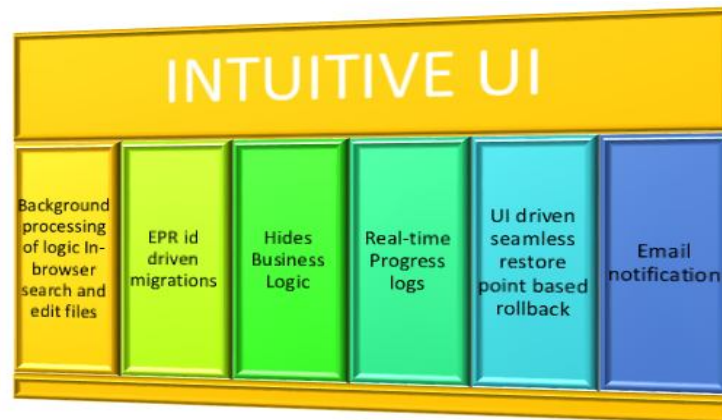 INTUITIVE UI
Background
processing
of logic In-
browser
search and
edit files
EPR id
driven
migrations
Hides
Business
Logic
Real-time
Progress
logs
UI driven
seamless
restore
point based
rollback
Email
notification